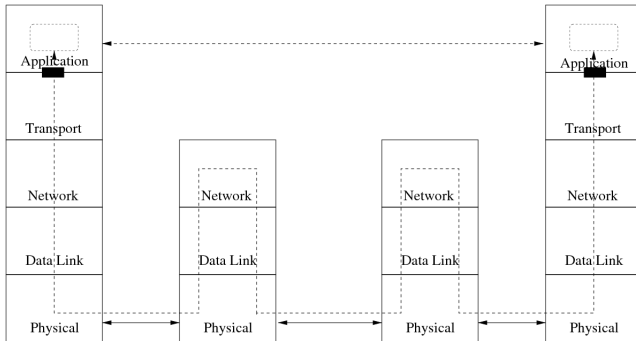 Application
Transport
Network
Data Link
Physical
Network
Data Link
Physical
Network
Data Link
Physical
Application
Transport
Network
Data Link
Physical